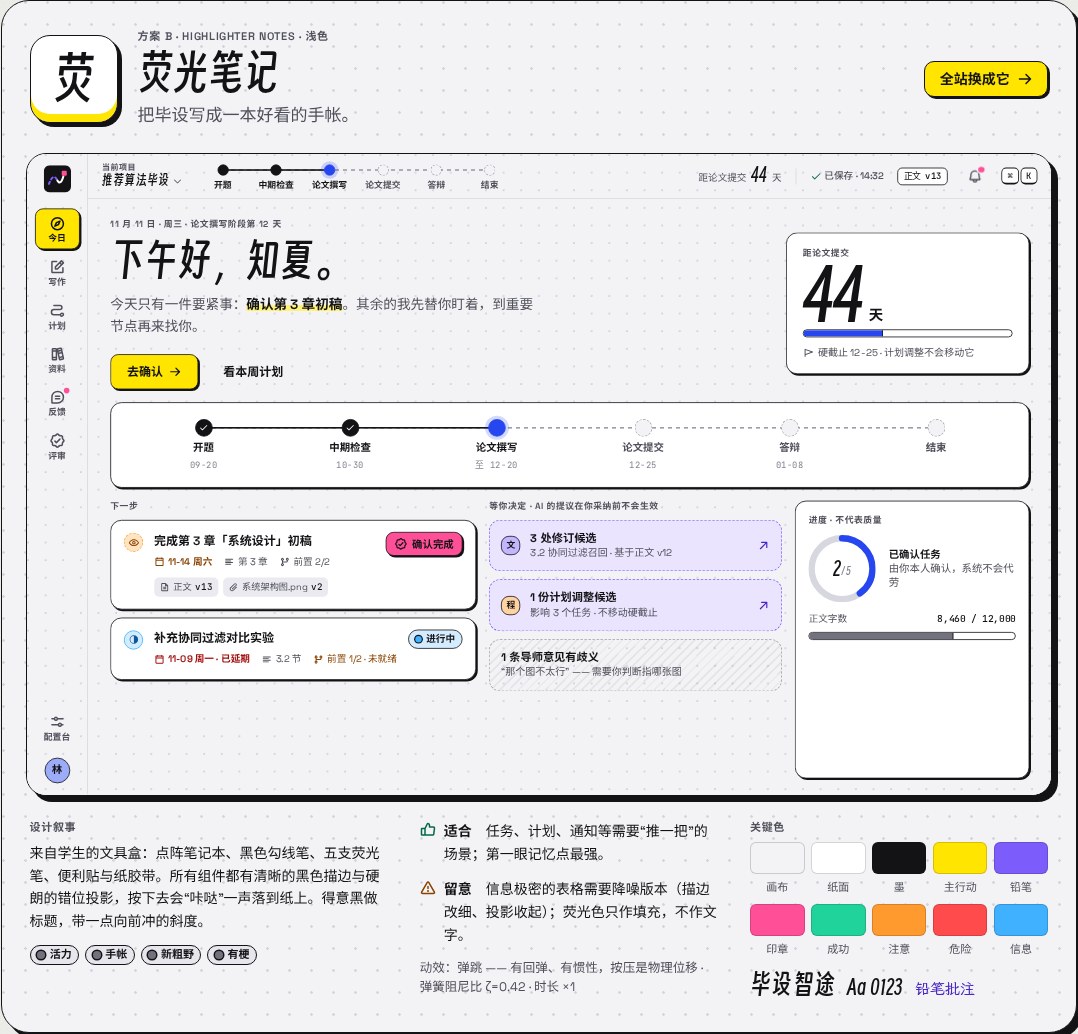 方案 B · HIGHLIGHTER NOTES · 浅色
荧
荧光笔记
把毕设写成一本好看的手帐。
全站换成它 →
当前项目
推荐算法毕设
开题 中期检查 论文撰写 论文提交 答辩 结束
距论文提交 44 天
已保存 · 14:32
正文 v13
⌘ K
今日
写作
计划
资料
反馈
评审
配置台
林
11 月 11 日 · 周三 · 论文撰写阶段第 12 天
下午好，知夏。
今天只有一件要紧事：确认第 3 章初稿。其余的我先替你盯着，到重要
节点再来找你。
去确认 → 看本周计划
距论文提交
44 天
硬截止 12-25 · 计划调整不会移动它
开题 中期检查 论文撰写 论文提交 答辩 结束
09-20 10-30 至 12-20 12-25 01-08
下一步
完成第 3 章「系统设计」初稿
确认完成
11-14 周六 第 3 章 前置 2/2
正文 v13 系统架构图.png v2
补充协同过滤对比实验
进行中
11-09 周一 · 已延期 3.2 节 前置 1/2 · 未就绪
等你决定 · AI 的提议在你采纳前不会生效
文
3 处修订候选
3.2 协同过滤召回 · 基于正文 v12
程
1 份计划调整候选
影响 3 个任务 · 不移动硬截止
1 条导师意见有歧义
“那个图不太行” —— 需要你判断指哪张图
进度 · 不代表质量
2/5
已确认任务
由你本人确认，系统不会代
劳
正文字数 8,460 / 12,000
设计叙事
来自学生的文具盒：点阵笔记本、黑色勾线笔、五支荧光
笔、便利贴与纸胶带。所有组件都有清晰的黑色描边与硬
朗的错位投影，按下去会“咔哒”一声落到纸上。得意黑做
标题，带一点向前冲的斜度。
活力 手帐 新粗野 有梗
适合 任务、计划、通知等需要“推一把”的
场景；第一眼记忆点最强。
留意 信息极密的表格需要降噪版本（描边
改细、投影收起）；荧光色只作填充，不作文
字。
动效：弹跳 —— 有回弹、有惯性，按压是物理位移 ·
弹簧阻尼比 ζ=0.42 · 时长 ×1
关键色
画布 纸面 墨 主行动 铅笔
印章 成功 注意 危险 信息
毕设智途 Aa 0123 铅笔批注